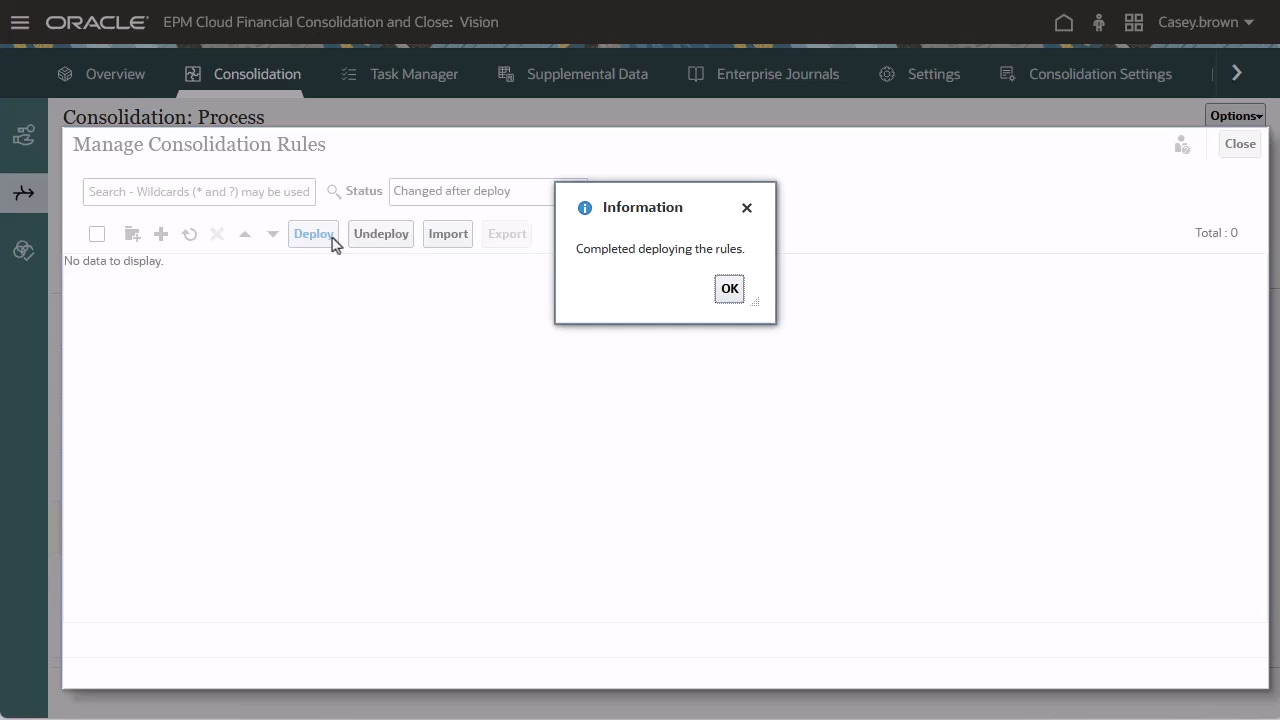 ORACLE EPM Cloud Financial Consolidation and Close: Vision Casey.brown
Overview Consolidation Task Manager Supplemental Data Enterprise Journals Settings Consolidation Settings
Consolidation: Process Options
Manage Consolidation Rules Close
Search - Wildcards (* and ?) may be used Status Changed after deploy
Information
Deploy Undeploy Import Export Total : 0
Completed deploying the rules.
No data to display.
OK